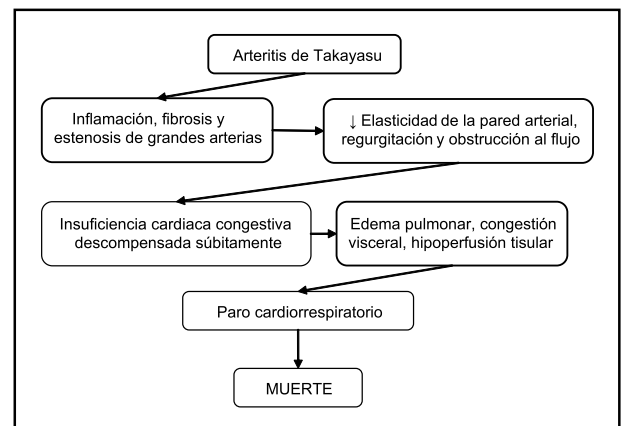 Arteritis de Takayasu
Inflamación, fibrosis y
estenosis de grandes arterias
↓ Elasticidad de la pared arterial,
regurgitación y obstrucción al flujo
Insuficiencia cardiaca congestiva
descompensada súbitamente
Edema pulmonar, congestión
visceral, hipoperfusión tisular
Paro cardiorrespiratorio
MUERTE